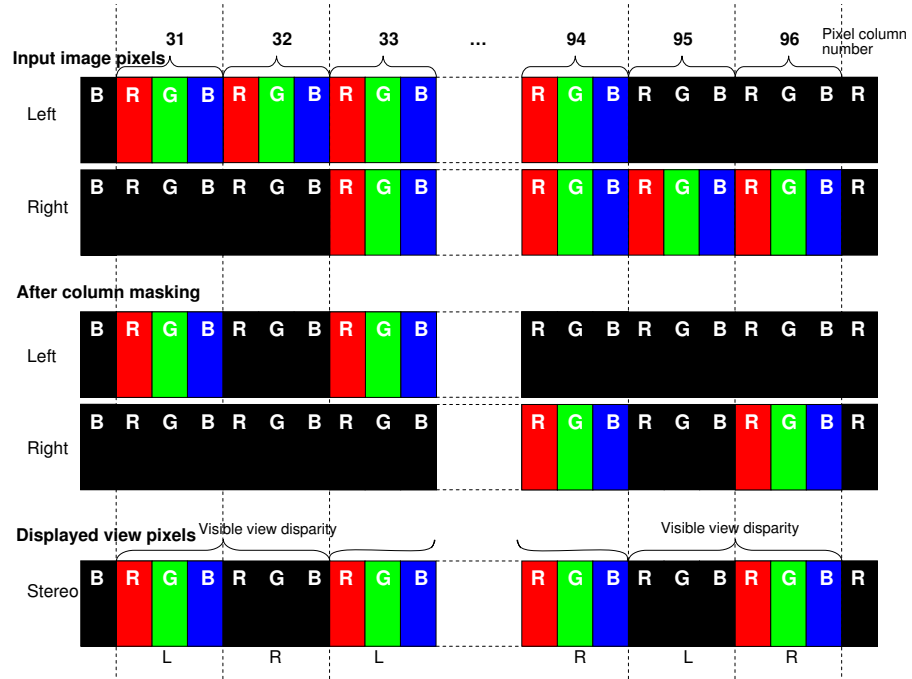 31 32 33 ... 94 95 96 Pixel column number
Input image pixels
Left B R G B R G B R G B R G B R G B R G B R
Right B R G B R G B R G B R G B R G B R G B R
After column masking
Left B R G B R G B R G B R G B R G B R G B R
Right B R G B R G B R G B R G B R G B R G B R
Displayed view pixels Visible view disparity Visible view disparity
Stereo B R G B R G B R G B R G B R G B R G B R
L R L R L R